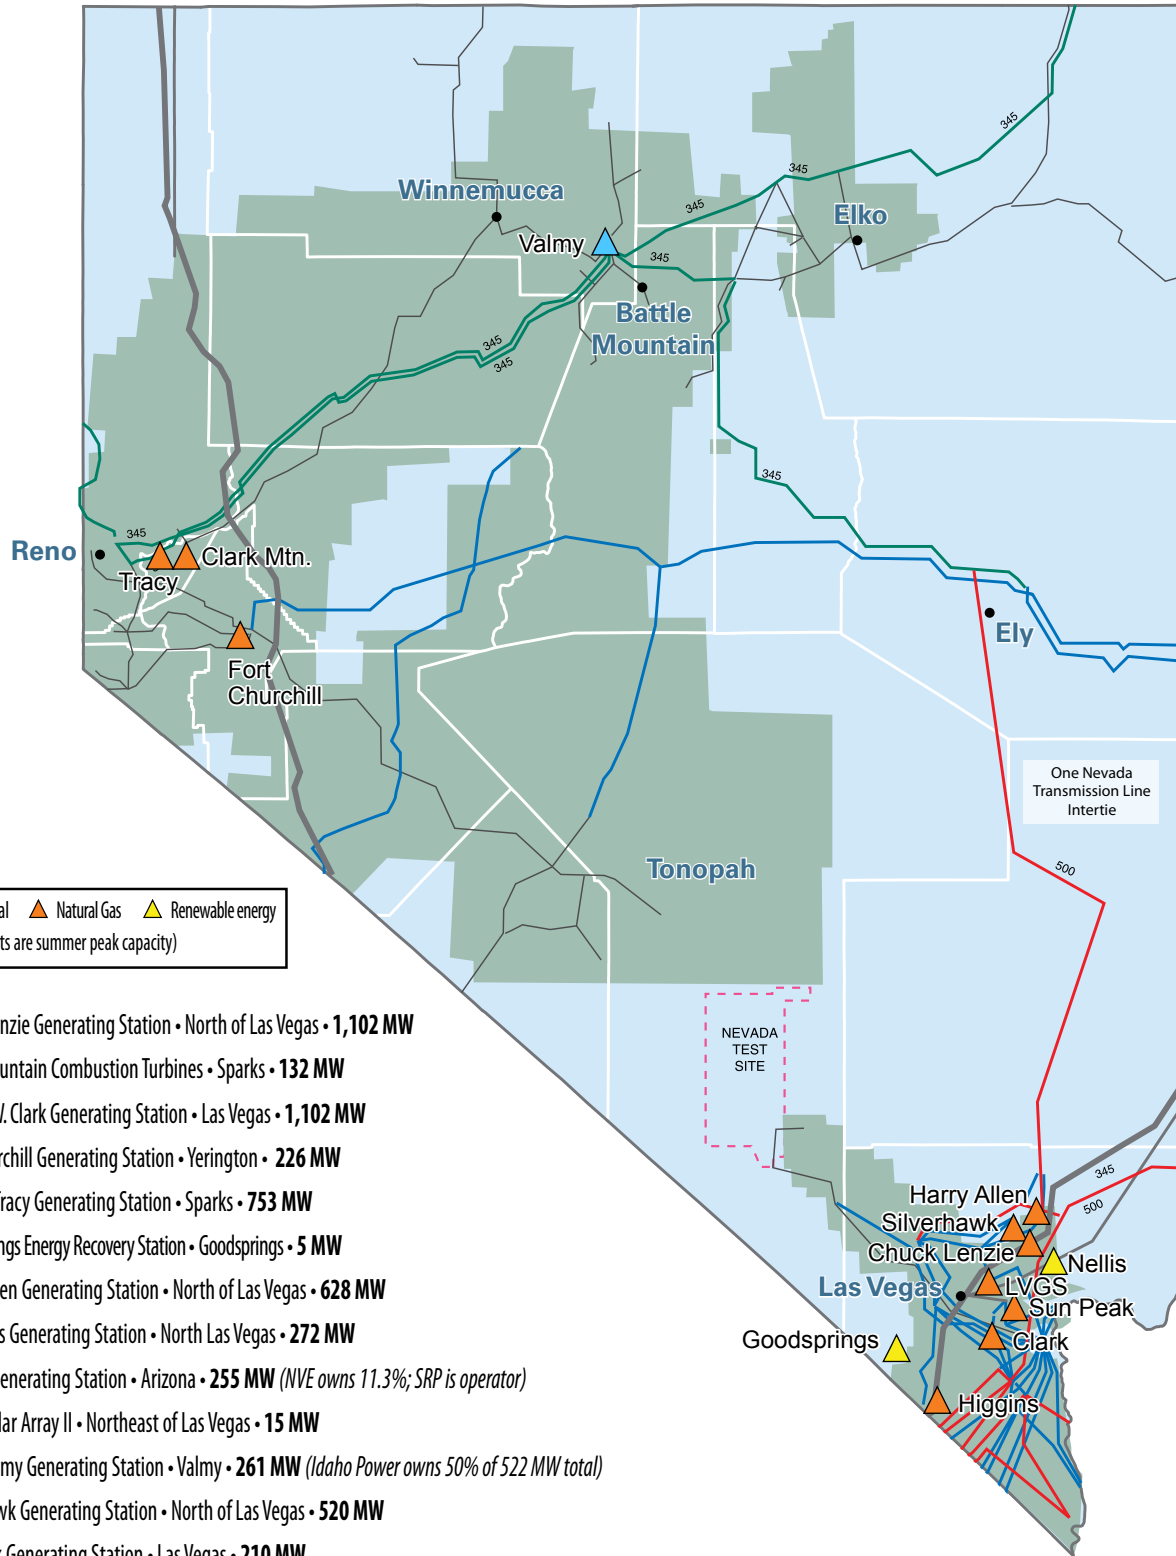 345
345
Winnemucca
Elko
345
Valmy
345
Battle
Mountain
345
345
345
345
Reno
Clark Mtn.
Tracy
Ely
Fort
Churchill
One Nevada
Transmission Line
Intertie
500
Tonopah
Natural Gas
Renewable energy
ts are summer peak capacity)
nzie Generating Station • North of Las Vegas • 1,102 MW
NEVADA
TEST
SITE
untain Combustion Turbines • Sparks • 132 MW
. Clark Generating Station • Las Vegas • 1,102 MW
rchill Generating Station • Yerington • 226 MW
racy Generating Station • Sparks • 753 MW
345
Harry Allen
500
Silverhawk
ngs Energy Recovery Station • Goodsprings • 5 MW
Chuck Lenzie
Nellis
en Generating Station • North of Las Vegas • 628 MW
Las Vegas
LVGS
Sun Peak
s Generating Station • North Las Vegas • 272 MW
Goodsprings
Clark
enerating Station • Arizona • 255 MW (NVE owns 11.3%; SRP is operator)
Higgins
lar Array II • Northeast of Las Vegas • 15 MW
my Generating Station • Valmy • 261 MW (Idaho Power owns 50% of 522 MW total)
wk Generating Station • North of Las Vegas • 520 MW
Generating Station • Las Vegas • 210 MW